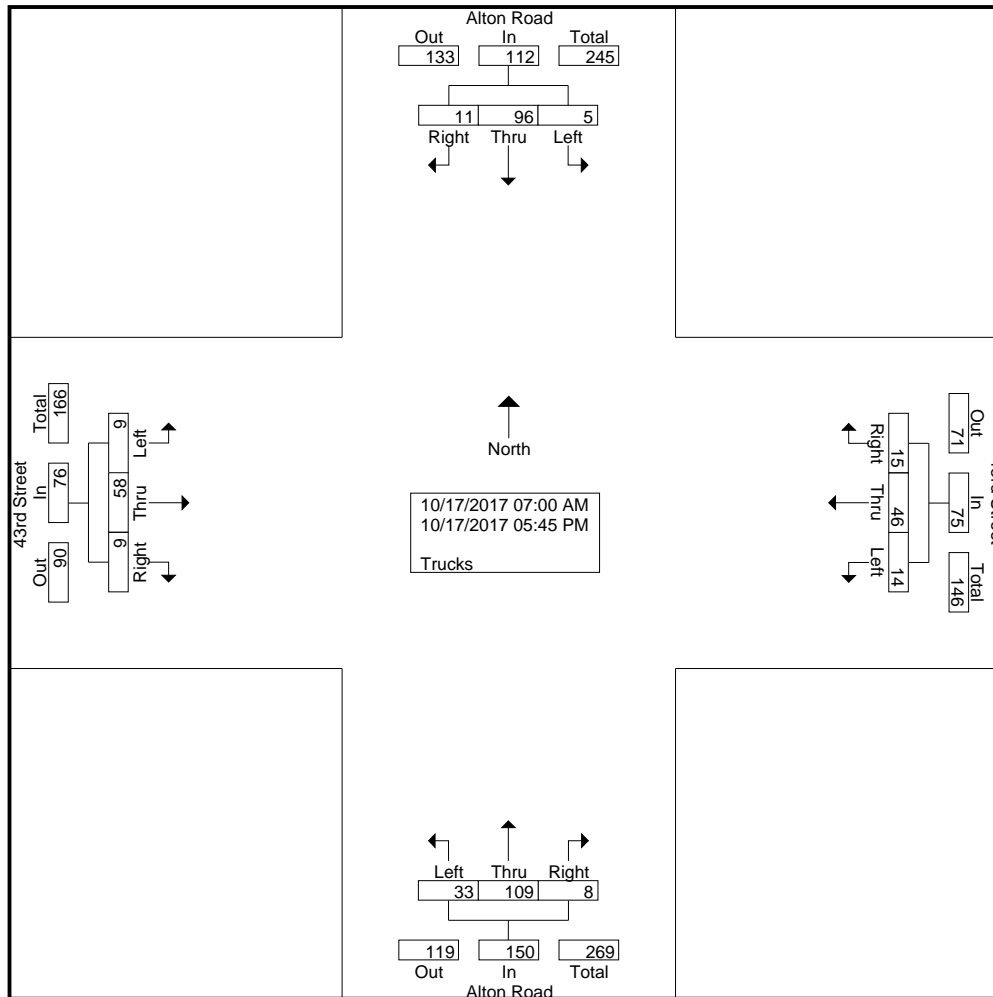 Alton Road
Out In Total
133 112 245
11 96 5
Right Thru Left
Total In Out
166 76 90
43rd Street
9 58 9
Left Thru Right
North
10/17/2017 07:00 AM
10/17/2017 05:45 PM
Trucks
Right Thru Left
15 46 14
Out In Total
71 75 146
Left Thru Right
33 109 8
119 150 269
Out In Total
Alton Road